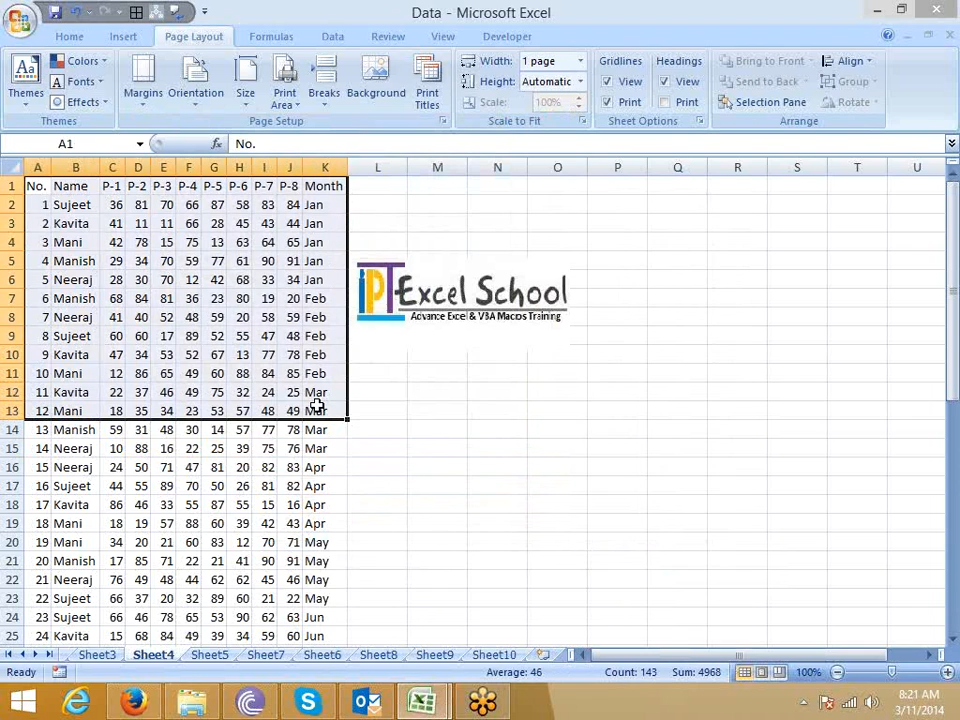 Data - Microsoft Excel
Home Insert Page Layout Formulas Data Review View Developer
Themes Colors Fonts Effects Themes
Margins Orientation Size Print Area Breaks Background Print Titles Page Setup
Width: 1 page Height: Automatic Scale: 100% Scale to Fit
Gridlines View Print Headings View Print Sheet Options
Bring to Front Send to Back Selection Pane Align Group Rotate Arrange
A1 fx No.
A B C D E F G H I J K L M N O P Q R S T U
1 No. Name P-1 P-2 P-3 P-4 P-5 P-6 P-7 P-8 Month
2 1 Sujeet 36 81 70 66 87 58 83 84 Jan
3 2 Kavita 41 11 11 66 28 45 43 44 Jan
4 3 Mani 42 78 15 75 13 63 64 65 Jan
5 4 Manish 29 34 70 59 77 61 90 91 Jan
6 5 Neeraj 28 30 70 12 42 68 33 34 Jan
7 6 Manish 68 84 81 36 23 80 19 20 Feb
8 7 Neeraj 41 40 52 48 59 20 58 59 Feb
9 8 Sujeet 60 60 17 89 52 55 47 48 Feb
10 9 Kavita 47 34 53 52 67 13 77 78 Feb
11 10 Mani 12 86 65 49 60 88 84 85 Feb
12 11 Kavita 22 37 46 49 75 32 24 25 Mar
13 12 Mani 18 35 34 23 53 57 48 49 Mar
14 13 Manish 59 31 48 30 14 57 77 78 Mar
15 14 Neeraj 10 88 16 22 25 39 75 76 Mar
16 15 Neeraj 24 50 71 47 81 20 82 83 Apr
17 16 Sujeet 44 55 89 70 50 26 81 82 Apr
18 17 Kavita 86 46 33 55 87 55 15 16 Apr
19 18 Mani 18 19 57 88 60 39 42 43 Apr
20 19 Mani 34 20 21 60 83 12 70 71 May
21 20 Manish 17 85 71 22 21 41 90 91 May
22 21 Neeraj 76 49 48 44 62 62 45 46 May
23 22 Sujeet 66 37 20 32 89 60 21 22 May
24 23 Sujeet 66 46 78 65 53 90 62 63 Jun
25 24 Kavita 15 68 84 49 39 34 59 60 Jun
iPT Excel School
Advance Excel & VBA Macros Training
Sheet3 Sheet4 Sheet5 Sheet7 Sheet6 Sheet8 Sheet9 Sheet10
Ready Average: 46 Count: 143 Sum: 4968 100%
8:21 AM
3/11/2014